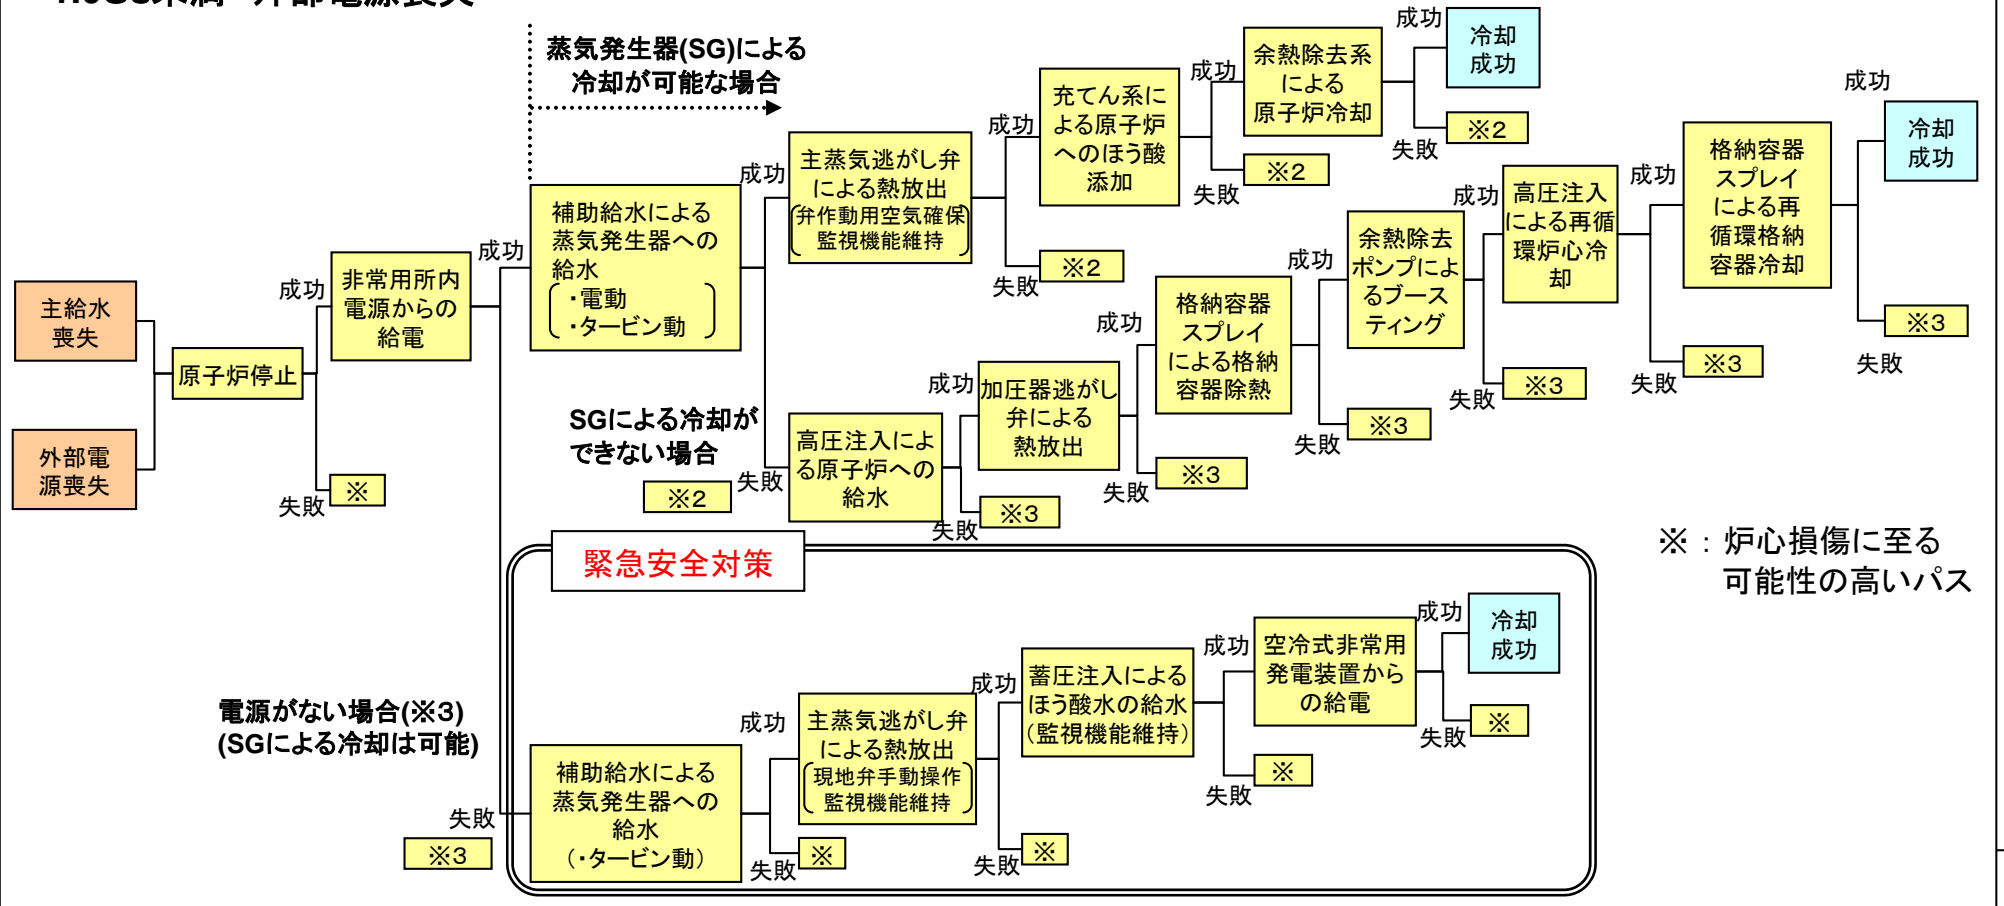 蒸気発生器(SG)による
冷却が可能な場合
主給水
喪失
外部電
源喪失
原子炉停止
成功
失敗
※
非常用所内
電源からの
給電
成功
失敗
※3
補助給水による
蒸気発生器への
給水
・電動
・タービン動
成功
失敗
※2
SGによる冷却が
できない場合
主蒸気逃がし弁
による熱放出
弁作動用空気確保
監視機能維持
成功
失敗
※2
充てん系に
よる原子炉
へのほう酸
添加
成功
失敗
※2
余熱除去系
による
原子炉冷却
成功
失敗
※2
冷却
成功
高圧注入によ
る原子炉への
給水
成功
失敗
※3
加圧器逃がし
弁による
熱放出
成功
失敗
※3
格納容器
スプレイ
による格納
容器除熱
成功
失敗
※3
余熱除去
ポンプによ
るブース
ティング
成功
失敗
※3
高圧注入
による再循
環炉心冷
却
成功
失敗
※3
格納容器
スプレイ
による再
循環格納
容器冷却
成功
失敗
※3
冷却
成功
※：炉心損傷に至る
可能性の高いパス
緊急安全対策
電源がない場合(※3)
(SGによる冷却は可能)
補助給水による
蒸気発生器への
給水
（・タービン動）
成功
失敗
※
主蒸気逃がし弁
による熱放出
現地弁手動操作
監視機能維持
成功
失敗
※
蓄圧注入による
ほう酸水の給水
（監視機能維持）
成功
失敗
※
空冷式非常用
発電装置から
の給電
成功
失敗
※
冷却
成功